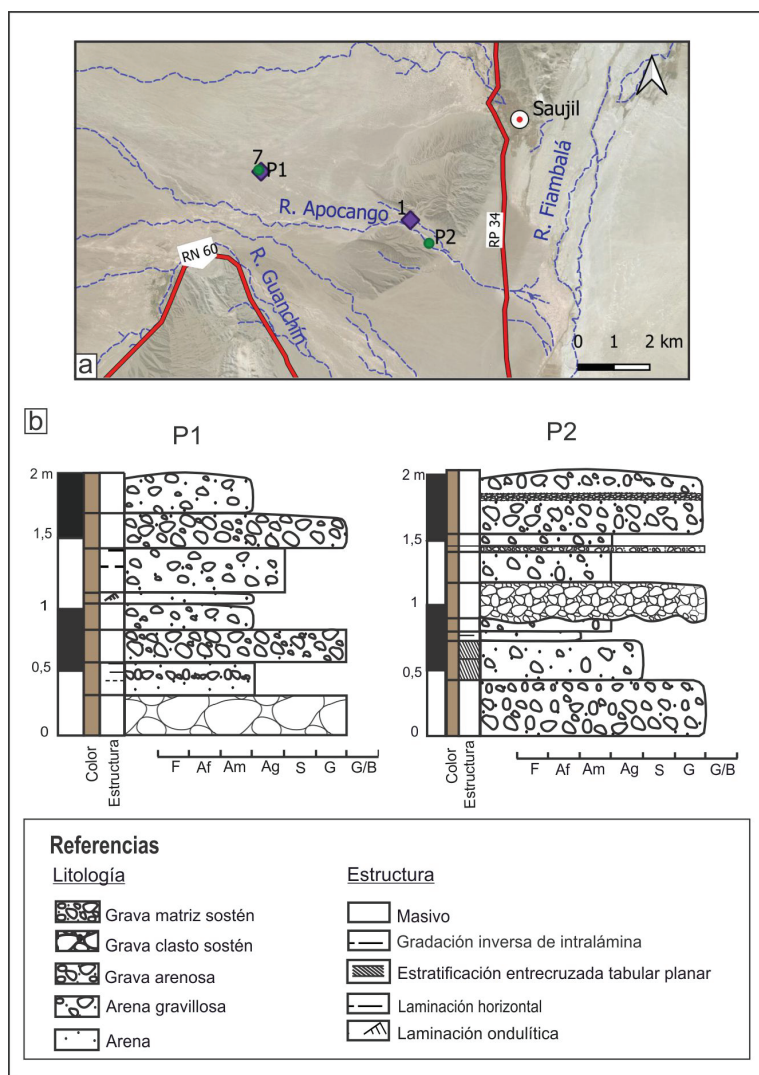 Saujil
7
P1
R. Apocango
1
P2
RP 34
R. Fiambalá
RN 60
R. Guanchín
0 1 2 km
a
b
P1
P2
2 m
1,5
1
0,5
0
Color
Estructura
F Af Am Ag S G G/B
2 m
1,5
1
0,5
0
Color
Estructura
F Af Am Ag S G G/B
Referencias
Litología
Grava matriz sostén
Grava clasto sostén
Grava arenosa
Arena gravillosa
Arena
Estructura
Masivo
Gradación inversa de intralámina
Estratificación entrecruzada tabular planar
Laminación horizontal
Laminación ondulítica